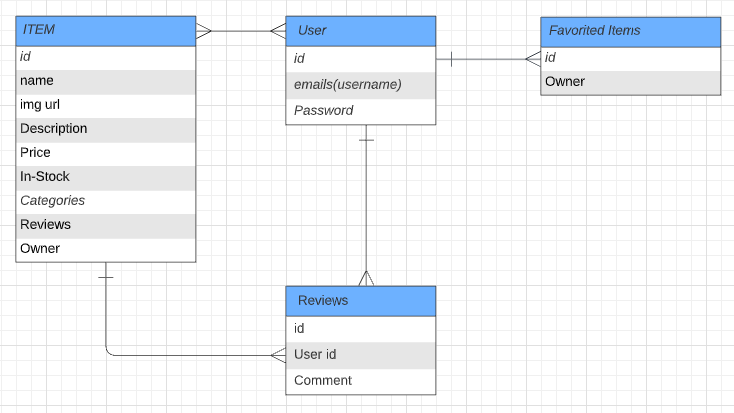 ITEM
id
name
img url
Description
Price
In-Stock
Categories
Reviews
Owner
User
id
emails(username)
Password
Favorited Items
id
Owner
Reviews
id
User id
Comment